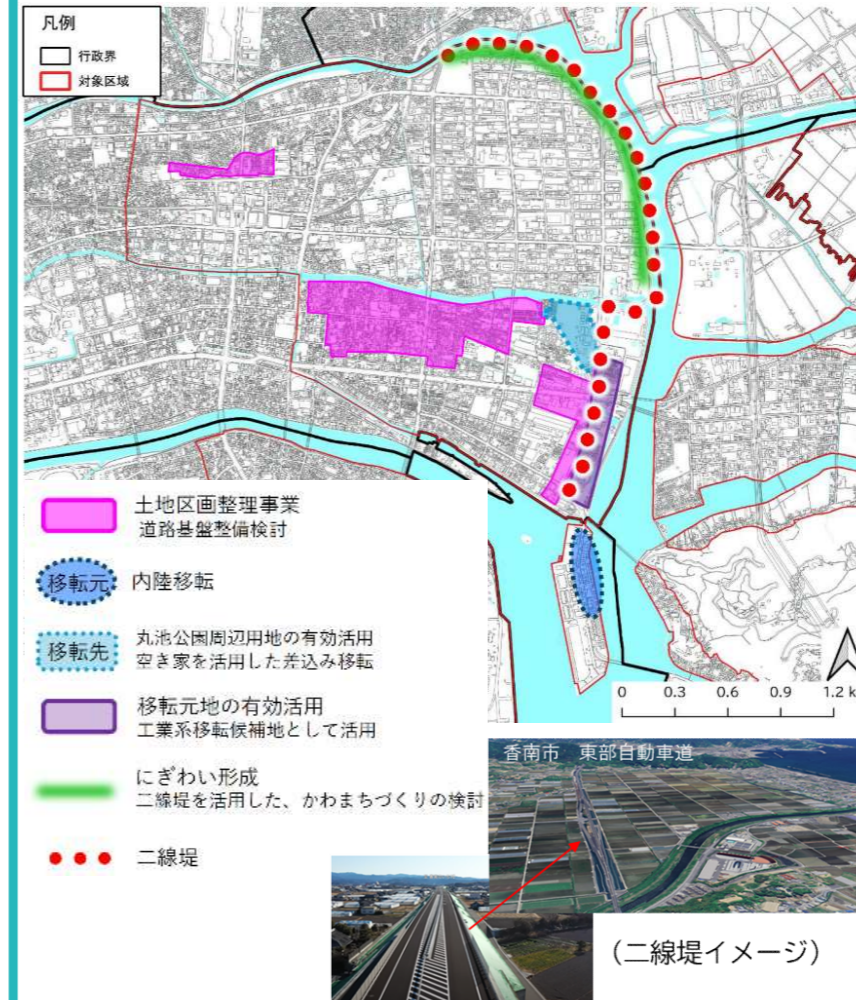 凡例
行政界
対象区域
土地区画整理事業
道路基盤整備検討
移転元
内陸移転
移転先
丸池公園周辺用地の有効活用
空き家を活用した差込み移転
移転元地の有効活用
工業系移転候補地として活用
にぎわい形成
二線堤を活用した、かわまちづくりの検討
二線堤
0 0.3 0.6 0.9 1.2 k
香南市 東部自動車道
（二線堤イメージ）